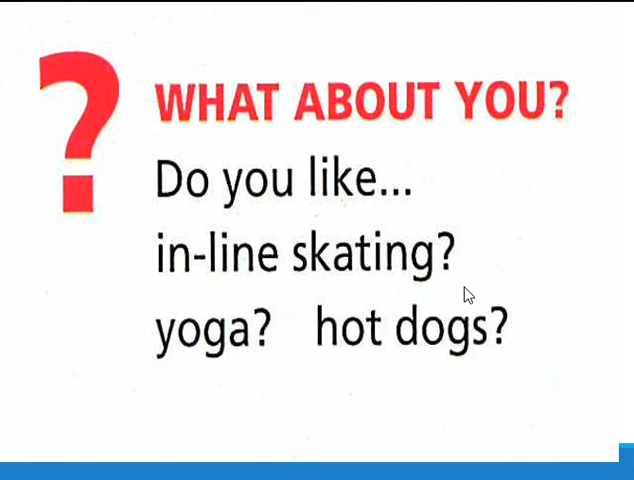 ?
WHAT ABOUT YOU?
Do you like...
in-line skating?
yoga? hot dogs?